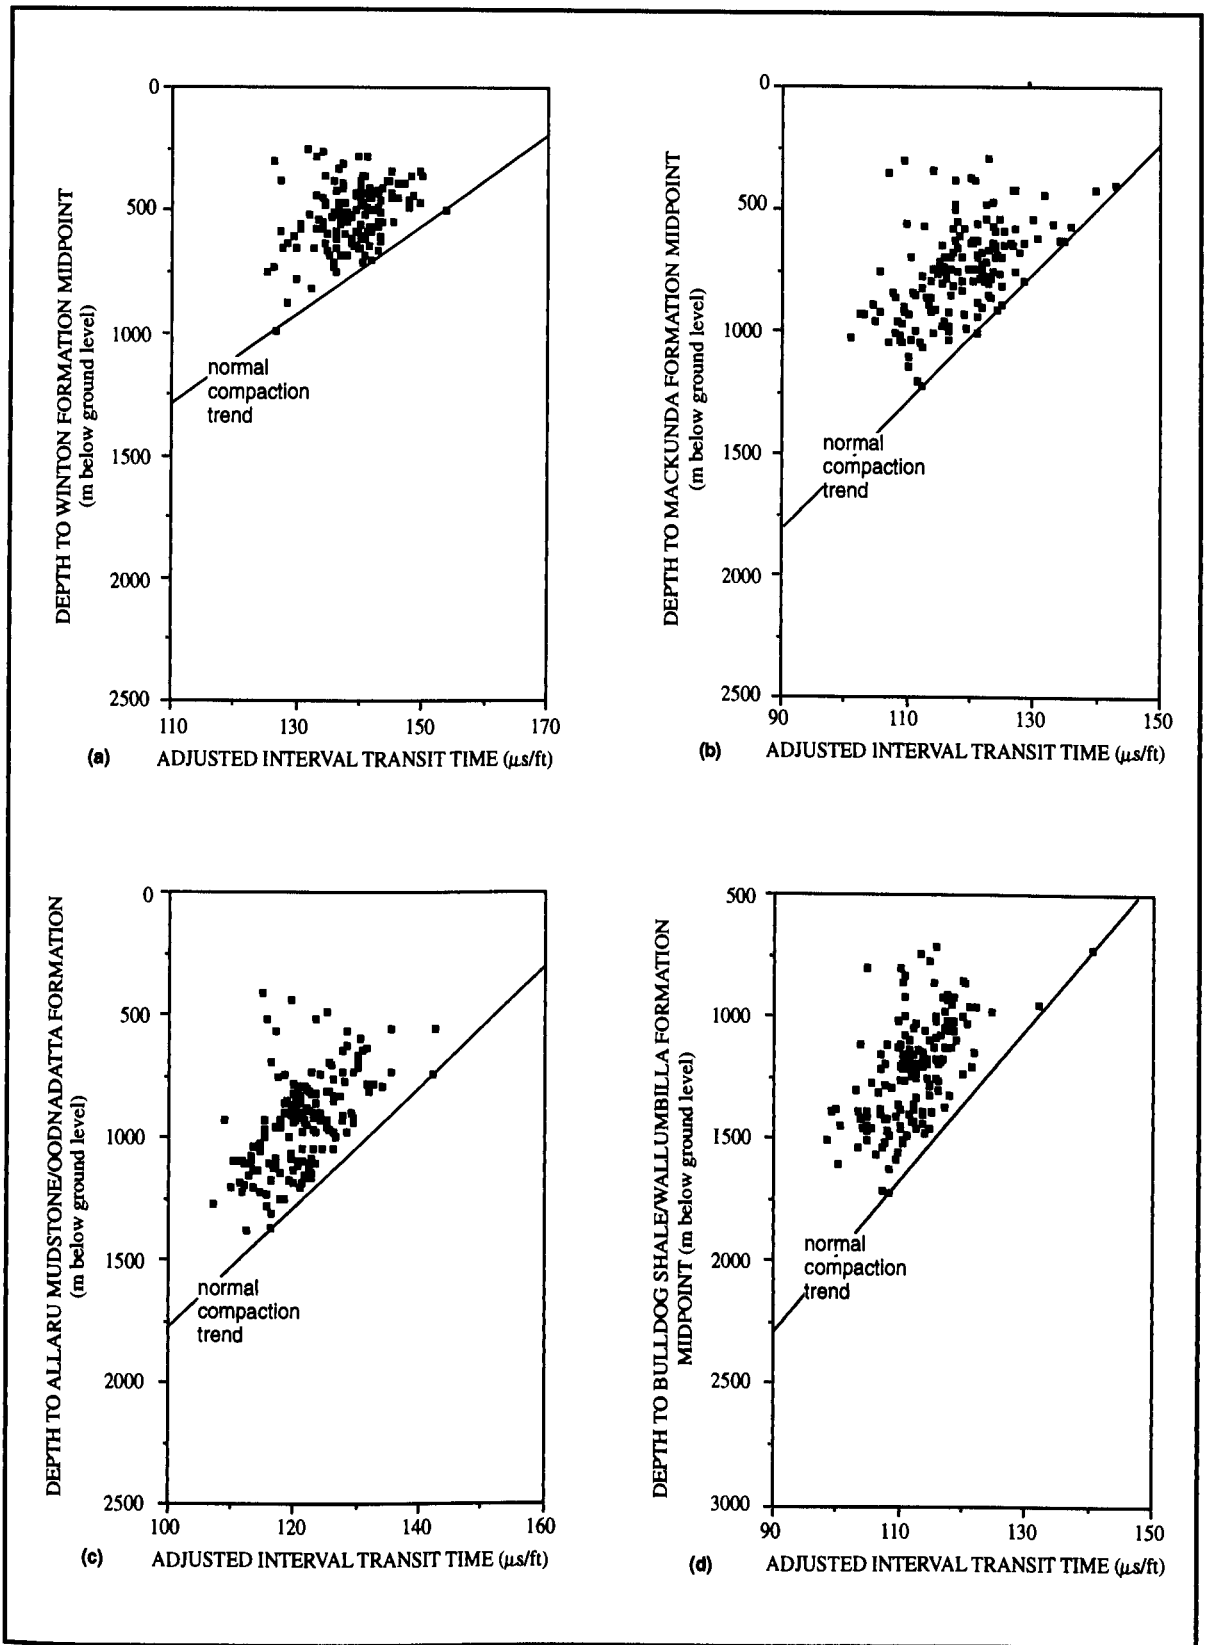 0
500
1000
1500
2000
2500
110
130
150
170
DEPTH TO WINTON FORMATION MIDPOINT
(m below ground level)
normal
compaction
trend
(a)
ADJUSTED INTERVAL TRANSIT TIME (μs/ft)
0
500
1000
1500
2000
2500
90
110
130
150
DEPTH TO MACKUNDA FORMATION MIDPOINT
(m below ground level)
normal
compaction
trend
(b)
ADJUSTED INTERVAL TRANSIT TIME (μs/ft)
0
500
1000
1500
2000
2500
100
120
140
160
DEPTH TO ALLARU MUDSTONE/OODNADATTA FORMATION
(m below ground level)
normal
compaction
trend
(c)
ADJUSTED INTERVAL TRANSIT TIME (μs/ft)
500
1000
1500
2000
2500
3000
90
110
130
150
DEPTH TO BULLDOG SHALE/WALLUMBILLA FORMATION
MIDPOINT (m below ground level)
normal
compaction
trend
(d)
ADJUSTED INTERVAL TRANSIT TIME (μs/ft)